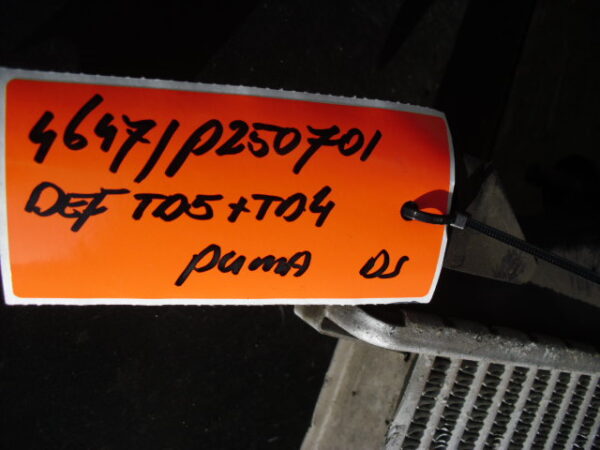 4647/P250701
DEF TD5+TD4
PUMA DS